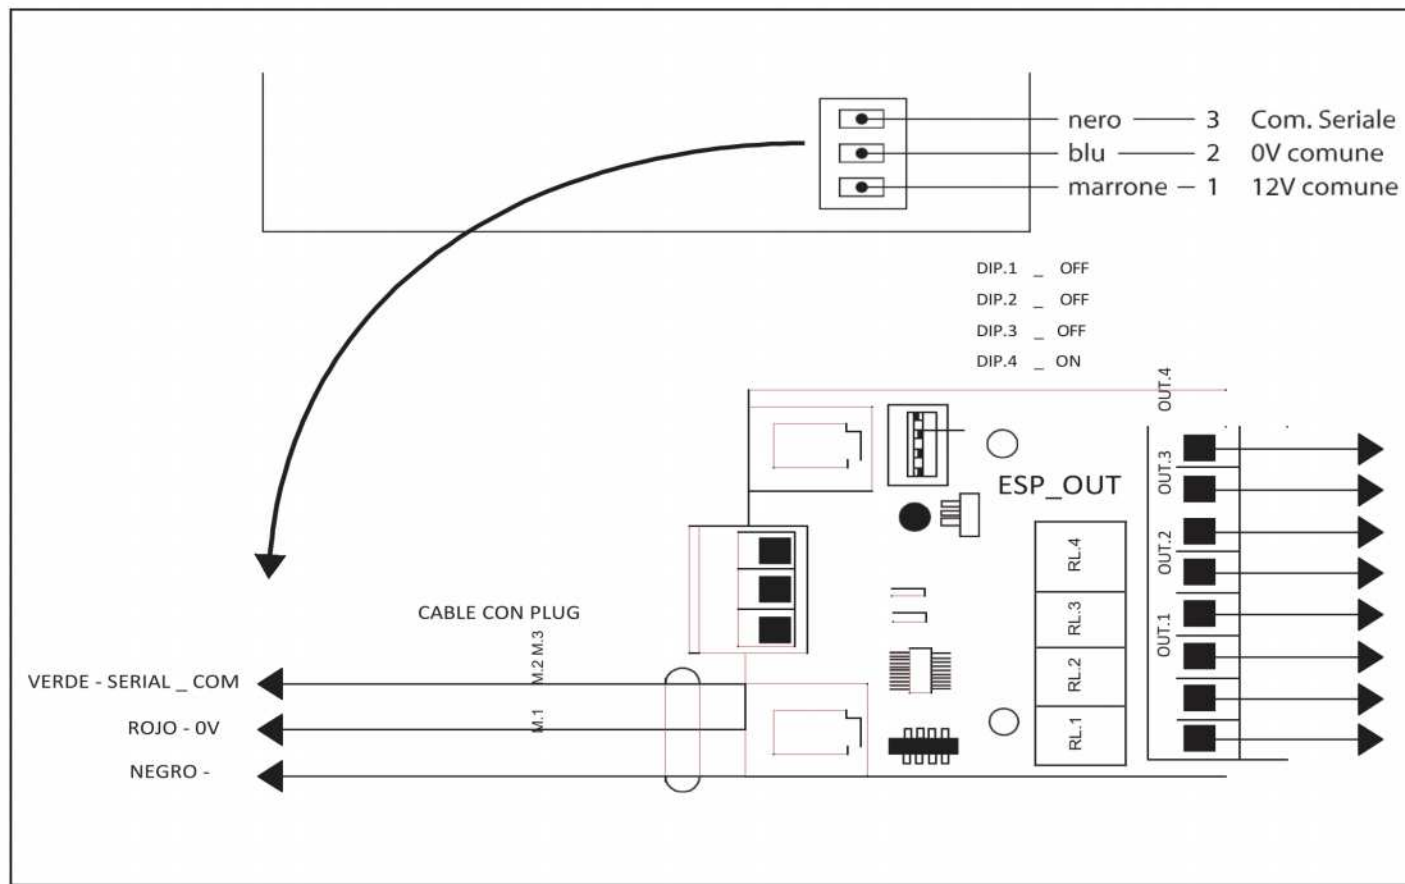 nero 3 Com. Seriale
blu 2 0V comune
marrone 1 12V comune
DIP.1 _ OFF
DIP.2 _ OFF
DIP.3 _ OFF
DIP.4 _ ON
OUT.4
OUT.3
OUT.2
OUT.1
ESP_OUT
RL.4
RL.3
RL.2
RL.1
CABLE CON PLUG
M.3
M.2
M.1
VERDE - SERIAL _ COM
ROJO - 0V
NEGRO -